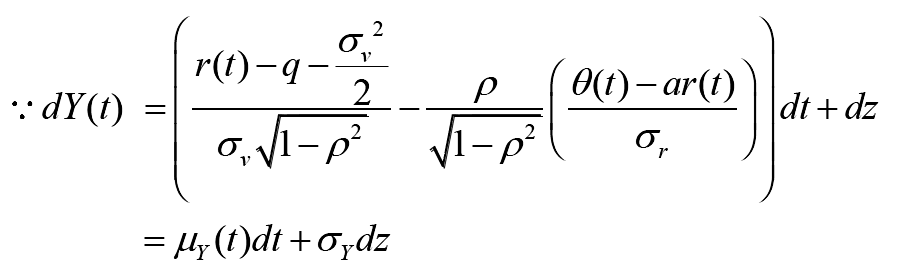 ∵ dY(t) = ( (r(t) − q − σ_v²/2) / (σ_v√(1 − ρ²)) − ρ/√(1 − ρ²) ( (θ(t) − ar(t)) / σ_r ) ) dt + dz
= μ_Y(t)dt + σ_Y dz